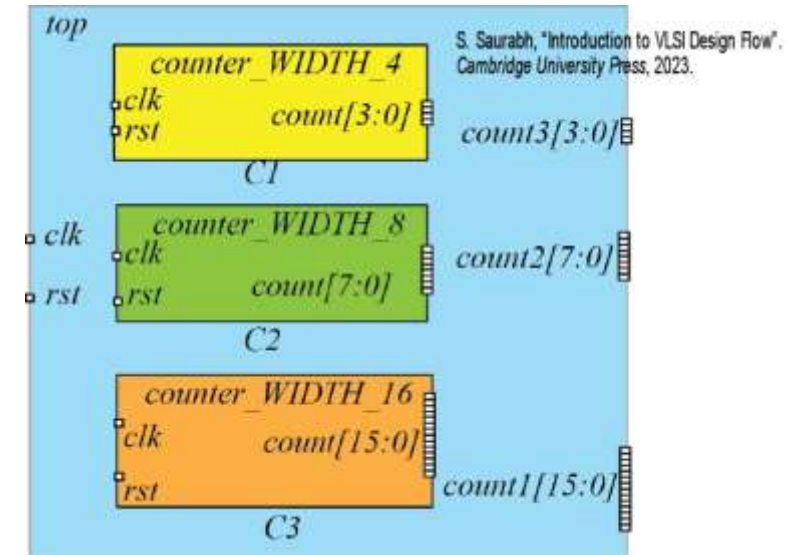 top
S. Saurabh, "Introduction to VLSI Design Flow".
Cambridge University Press, 2023.
counter_WIDTH_4
clk
rst
count[3:0]
count3[3:0]
C1
clk
rst
counter_WIDTH_8
clk
rst
count[7:0]
count2[7:0]
C2
counter_WIDTH_16
clk
rst
count[15:0]
count1[15:0]
C3